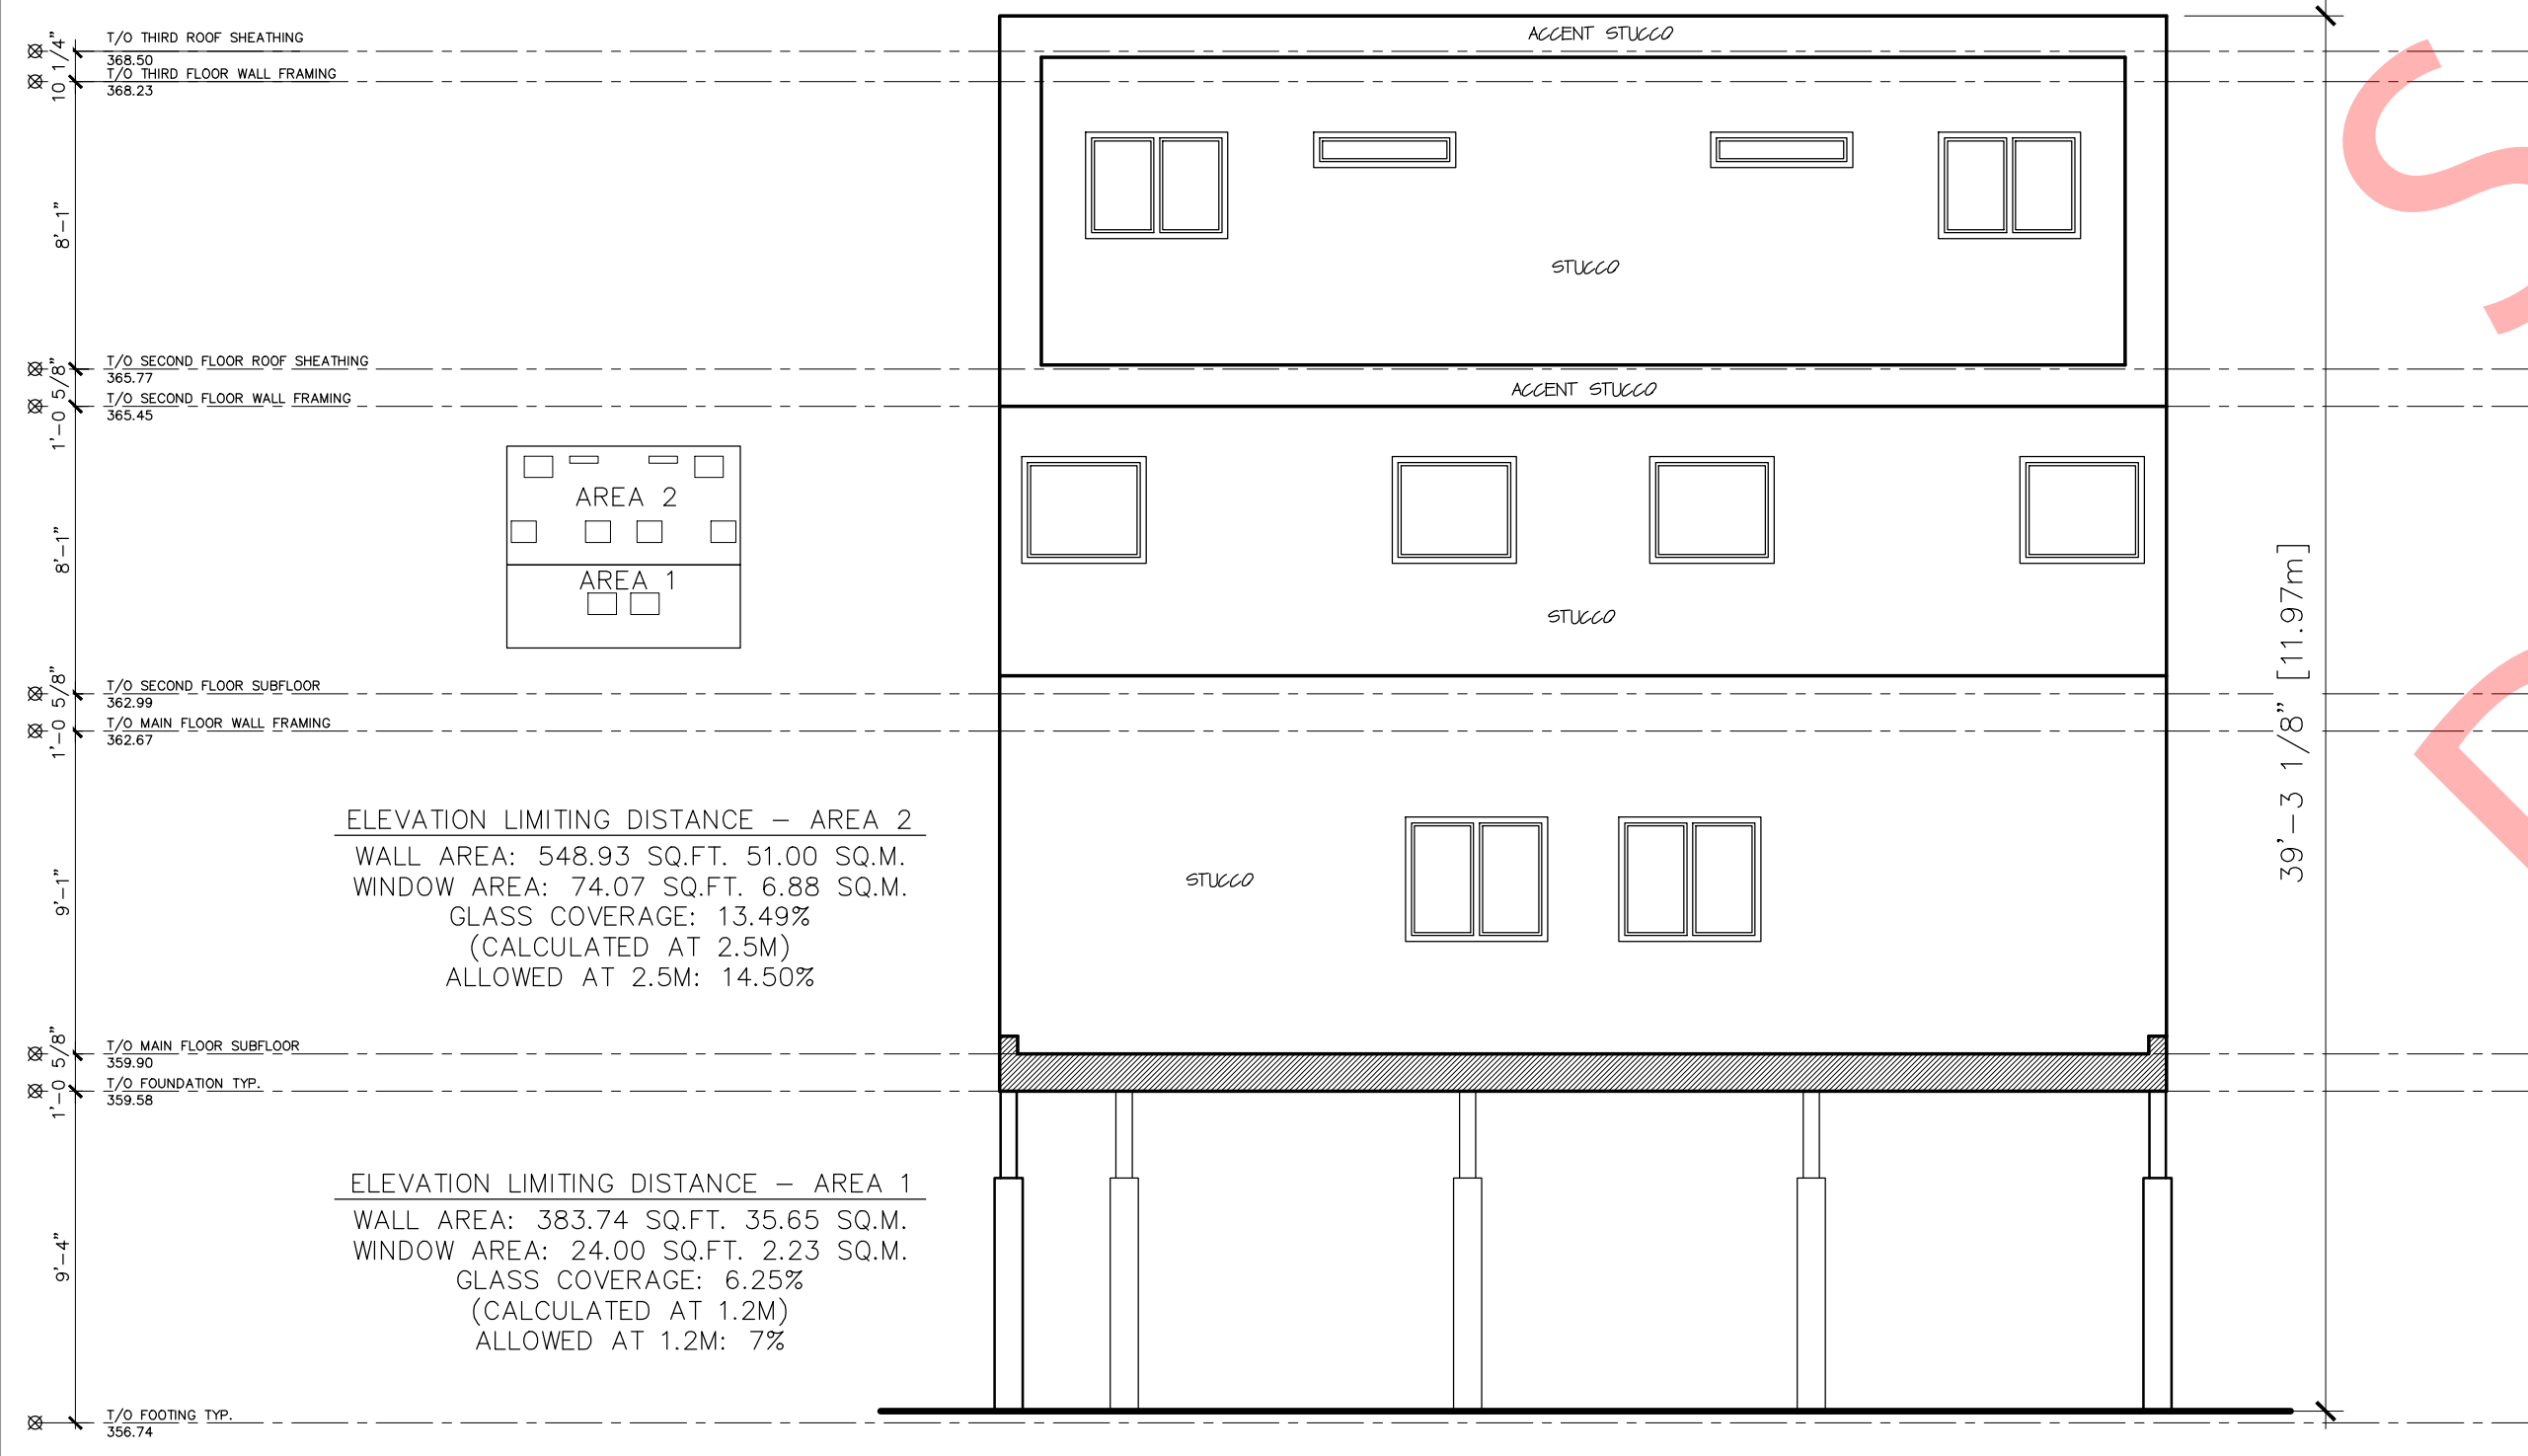 ACCENT STUCCO
T/O THIRD ROOF SHEATHING
368.50
10 1/4"
T/O THIRD FLOOR WALL FRAMING
368.23
8'-1"
STUCCO
T/O SECOND FLOOR ROOF SHEATHING
365.77
1'-0 5/8"
ACCENT STUCCO
T/O SECOND FLOOR WALL FRAMING
365.45
8'-1"
AREA 2
AREA 1
STUCCO
39'-3 1/8" [11.97m]
T/O SECOND FLOOR SUBFLOOR
362.99
1'-0 5/8"
T/O MAIN FLOOR WALL FRAMING
362.67
9'-1"
ELEVATION LIMITING DISTANCE - AREA 2
WALL AREA: 548.93 SQ.FT. 51.00 SQ.M.
WINDOW AREA: 74.07 SQ.FT. 6.88 SQ.M.
GLASS COVERAGE: 13.49%
(CALCULATED AT 2.5M)
ALLOWED AT 2.5M: 14.50%
STUCCO
T/O MAIN FLOOR SUBFLOOR
359.90
1'-0 5/8"
T/O FOUNDATION TYP.
359.58
9'-4"
ELEVATION LIMITING DISTANCE - AREA 1
WALL AREA: 383.74 SQ.FT. 35.65 SQ.M.
WINDOW AREA: 24.00 SQ.FT. 2.23 SQ.M.
GLASS COVERAGE: 6.25%
(CALCULATED AT 1.2M)
ALLOWED AT 1.2M: 7%
T/O FOOTING TYP.
356.74